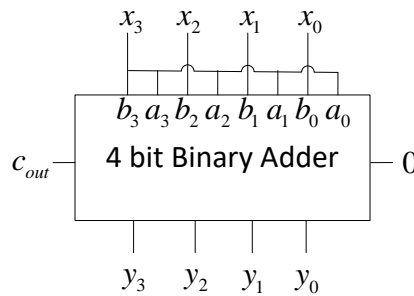 x₃ x₂ x₁ x₀
b₃ a₃ b₂ a₂ b₁ a₁ b₀ a₀
c_out 4 bit Binary Adder 0
y₃ y₂ y₁ y₀